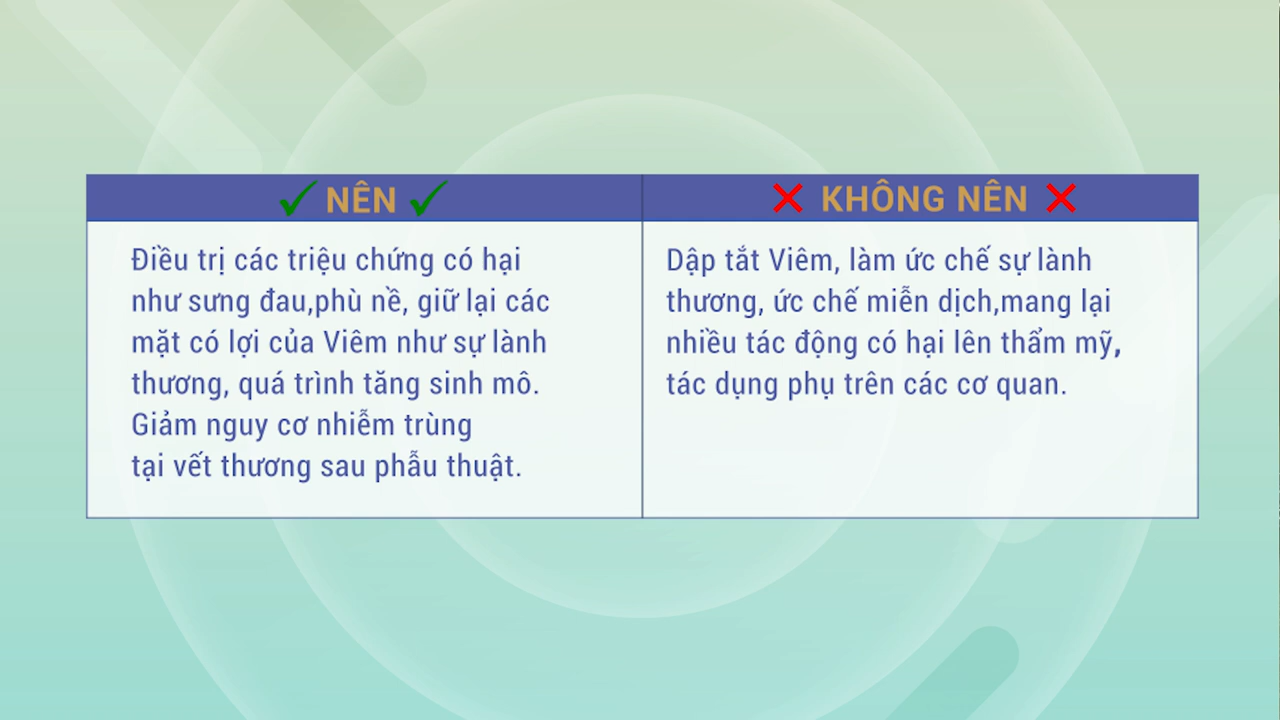 NÊN
KHÔNG NÊN
Điều trị các triệu chứng có hại
như sưng đau,phù nề, giữ lại các
mặt có lợi của Viêm như sự lành
thương, quá trình tăng sinh mô.
Giảm nguy cơ nhiễm trùng
tại vết thương sau phẫu thuật.
Dập tắt Viêm, làm ức chế sự lành
thương, ức chế miễn dịch,mang lại
nhiều tác động có hại lên thẩm mỹ,
tác dụng phụ trên các cơ quan.